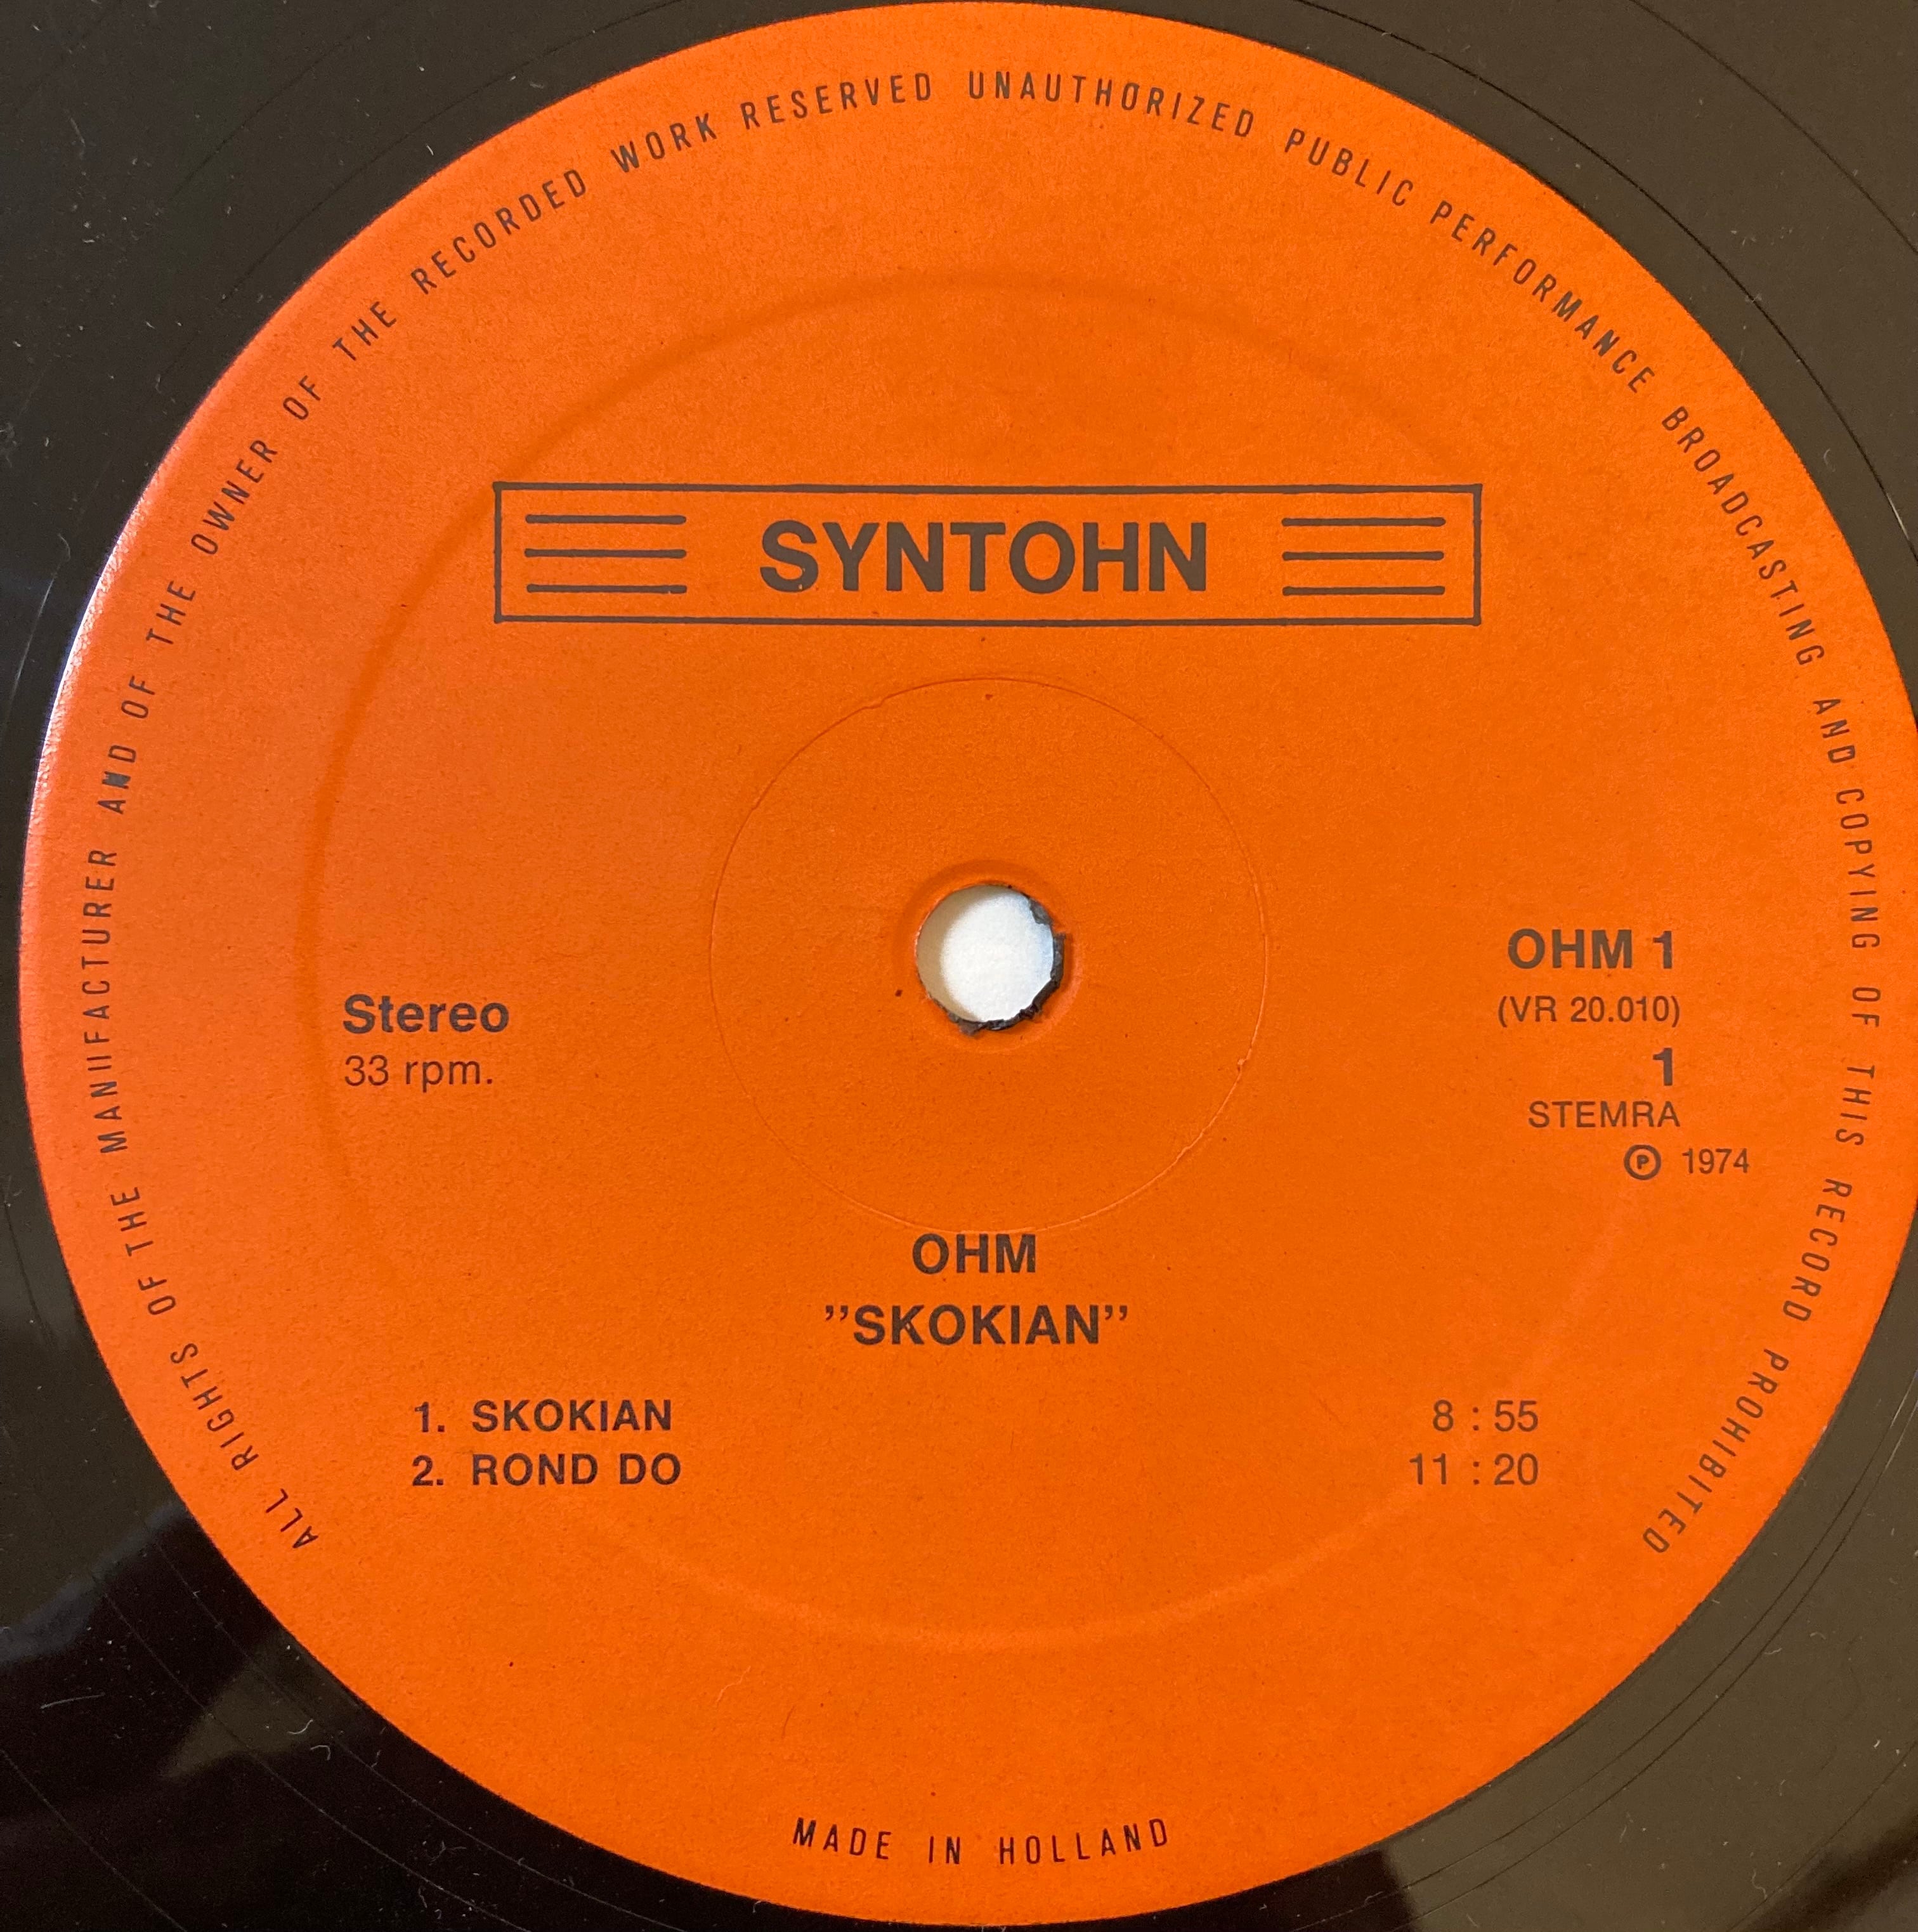 ALL RIGHTS OF THE MANUFACTURER AND OF THE OWNER OF THE RECORDED WORK RESERVED UNAUTHORIZED PUBLIC PERFORMANCE BROADCASTING AND COPYING OF THIS RECORD PROHIBITED
SYNTOHN
Stereo
33 rpm.
OHM 1
(VR 20.010)
1
STEMRA
Ⓟ 1974
OHM
”SKOKIAN”
1. SKOKIAN 8 : 55
2. ROND DO 11 : 20
MADE IN HOLLAND